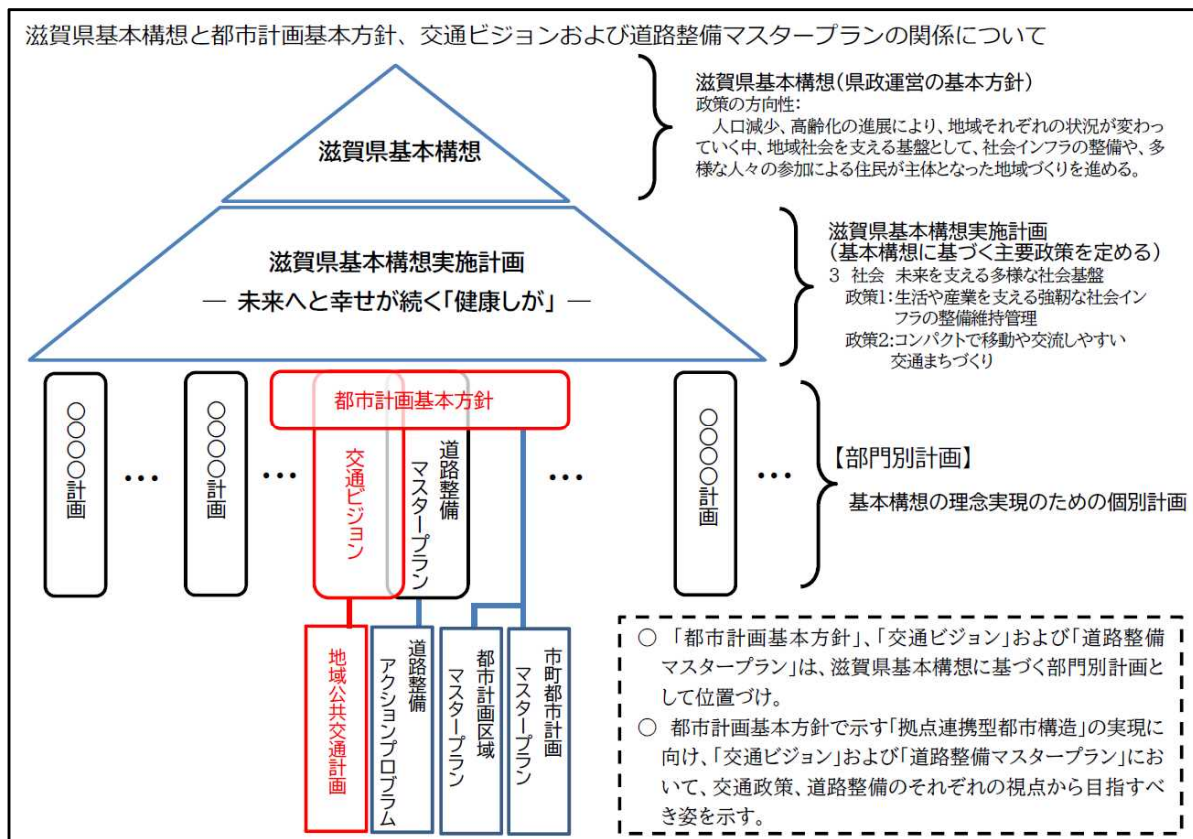 滋賀県基本構想と都市計画基本方針、交通ビジョンおよび道路整備マスタープランの関係について
滋賀県基本構想
滋賀県基本構想(県政運営の基本方針)
政策の方向性：
人口減少、高齢化の進展により、地域それぞれの状況が変わっ
ていく中、地域社会を支える基盤として、社会インフラの整備や、多
様な人々の参加による住民が主体となった地域づくりを進める。
滋賀県基本構想実施計画
― 未来へと幸せが続く「健康しが」 ―
滋賀県基本構想実施計画
(基本構想に基づく主要政策を定める)
3 社会 未来を支える多様な社会基盤
政策1：生活や産業を支える強靭な社会イン
フラの整備維持管理
政策2：コンパクトで移動や交流しやすい
交通まちづくり
〇〇〇〇計画
…
〇〇〇〇計画
…
都市計画基本方針
交通ビジョン
道路整備
マスタープラン
…
〇〇〇〇計画
…
【部門別計画】
基本構想の理念実現のための個別計画
地域公共交通計画
道路整備
アクションプロブラム
都市計画区域
マスタープラン
市町都市計画
マスタープラン
〇 「都市計画基本方針」、「交通ビジョン」および「道路整備
マスタープラン」は、滋賀県基本構想に基づく部門別計画と
して位置づけ。
〇 都市計画基本方針で示す「拠点連携型都市構造」の実現に
向け、「交通ビジョン」および「道路整備マスタープラン」にお
いて、交通政策、道路整備のそれぞれの視点から目指すべ
き姿を示す。